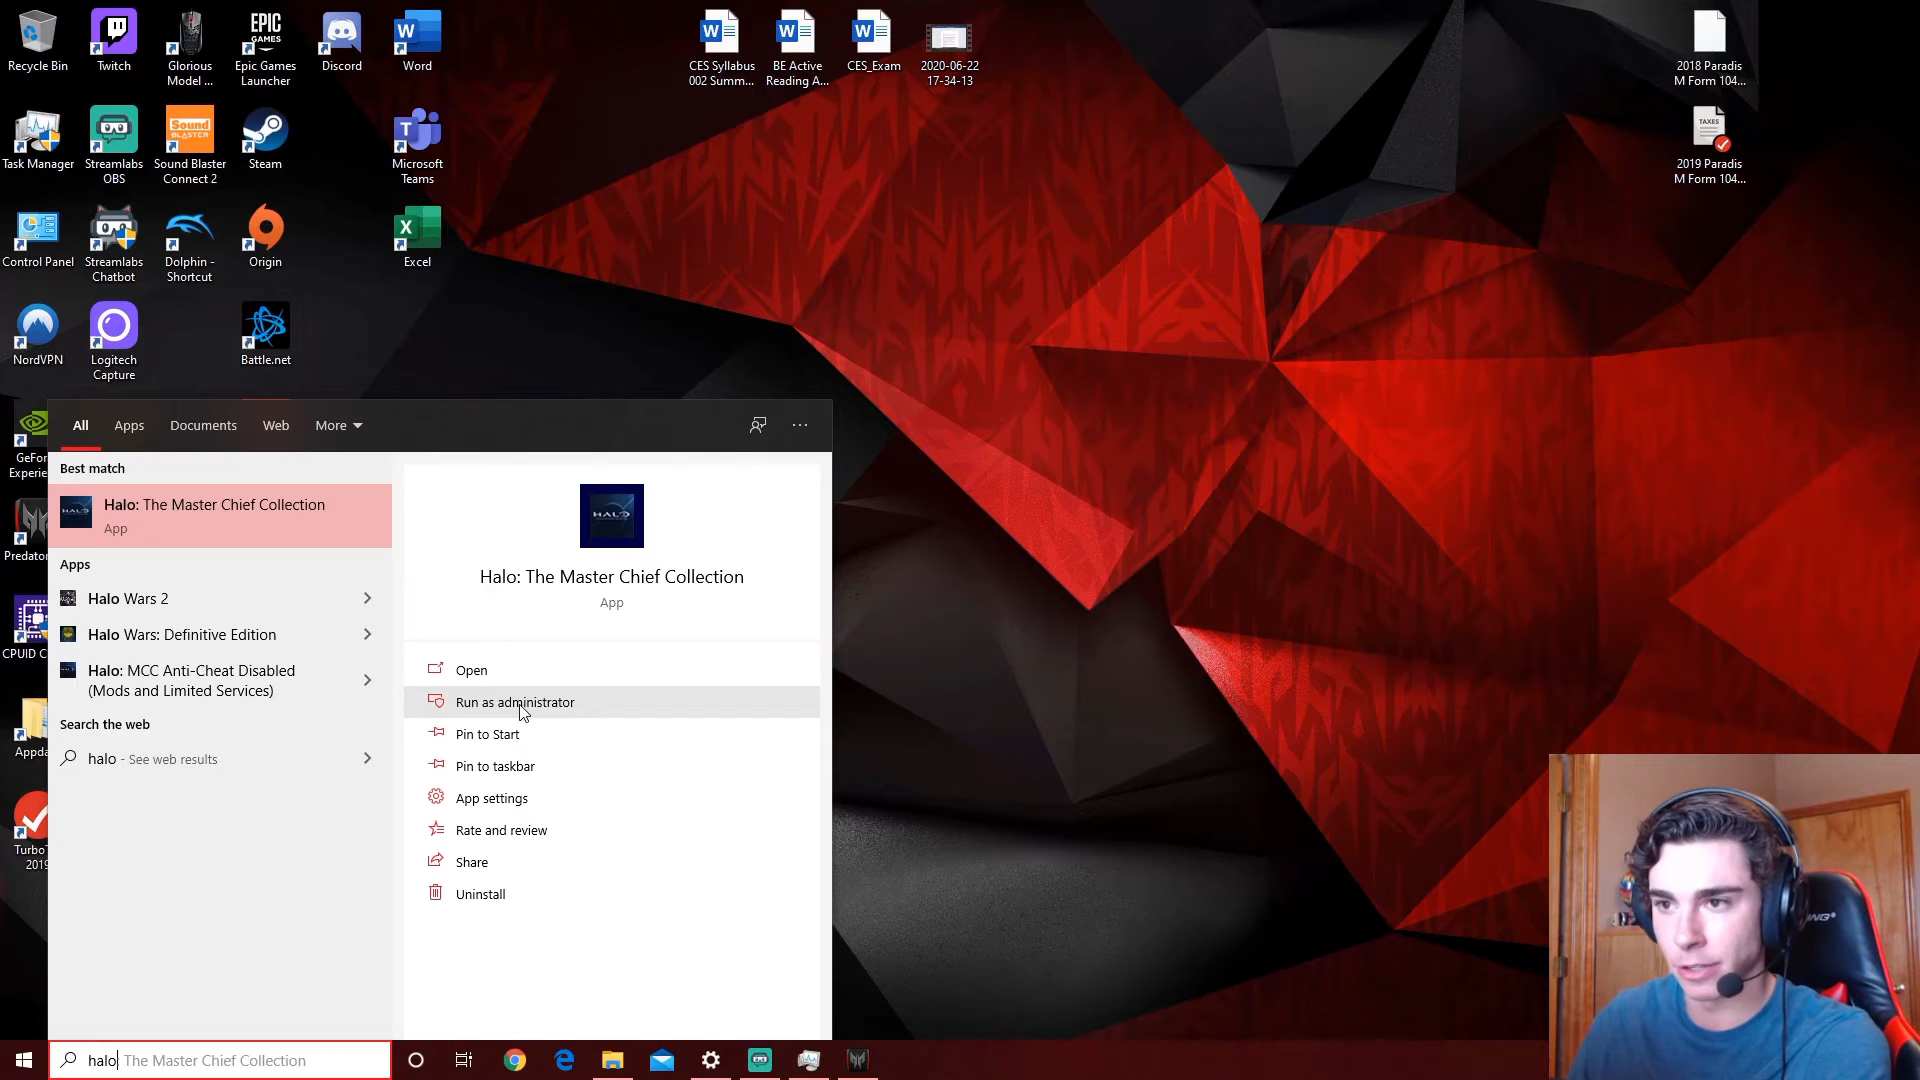 Recycle Bin
Twitch
Glorious
Model ...
EPIC
GAMES
Epic Games
Launcher
Discord
Word
CES Syllabus
002 Summ...
BE Active
Reading A...
CES_Exam
2020-06-22
17-34-13
2018 Paradis
M Form 104...
Task Manager
Streamlabs
OBS
Sound
BLASTER
Sound Blaster
Connect 2
Steam
Microsoft
Teams
TAXES
2019 Paradis
M Form 104...
Control Panel
Streamlabs
Chatbot
Dolphin -
Shortcut
Origin
Excel
NordVPN
Logitech
Capture
Battle.net
GeFor
Experie
Predator
CPUID C
Appda
TurboT
2019
All
Apps
Documents
Web
More
Best match
Halo: The Master Chief Collection
App
Apps
Halo Wars 2
Halo Wars: Definitive Edition
Halo: MCC Anti-Cheat Disabled
(Mods and Limited Services)
Search the web
halo - See web results
HALO
Halo: The Master Chief Collection
App
Open
Run as administrator
Pin to Start
Pin to taskbar
App settings
Rate and review
Share
Uninstall
halo The Master Chief Collection